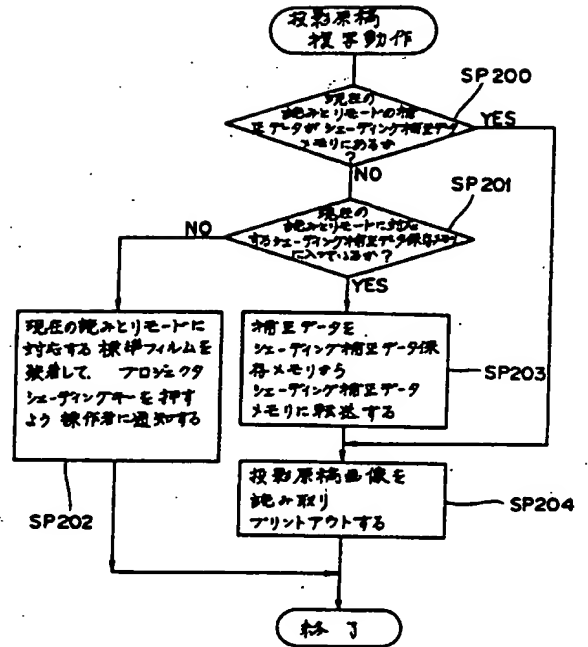 投影原稿
複写動作
SP200
現在の
読みとりモードの補
正データがシェーディング補正データ
メモリにあるか
?
YES
NO
SP201
現在の
読みとりモードに対応
するシェーディング補正データ保存メモリ
に入っているか?
NO
YES
現在の読みとりモードに
対応する標準フィルムを
装着して、プロジェクタ
シェーディングキーを押す
よう操作者に通知する
SP202
補正データを
シェーディング補正データ保
存メモリから
シェーディング補正データ
メモリに転送する
SP203
投影原稿画像を
読み取り
プリントアウトする
SP204
終了